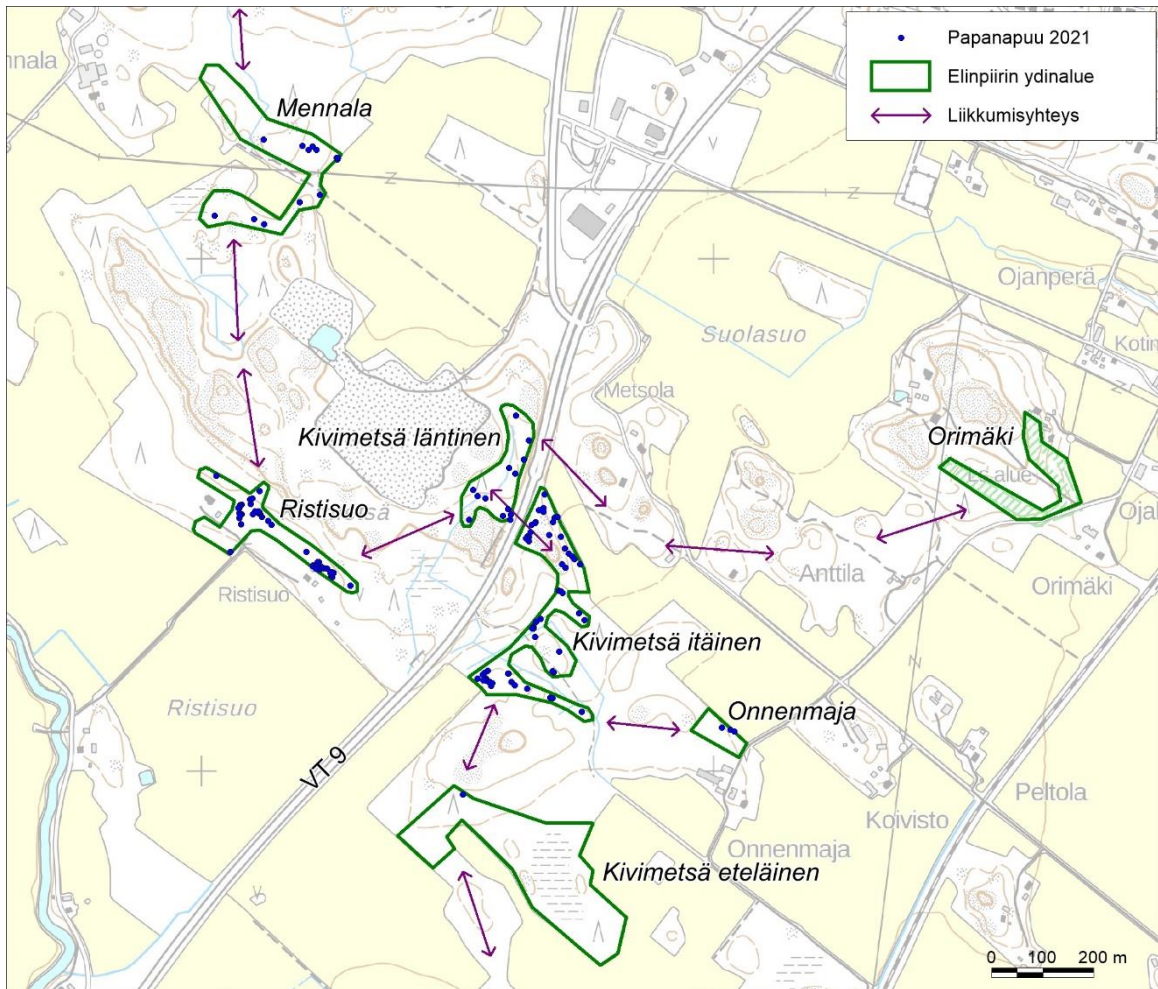 Papanapuu 2021
Elinpiirin ydinalue
Liikkumisyhteys
nnala
Mennala
z
z
Ojanperä
Suolasuo
Kotim
z
Metsola
Kivimetsä läntinen
Orimäki
Ristisuo
Ojal
Anttila
Orimäki
Ristisuo
Kivimetsä itäinen
z
Ristisuo
Onnenmaja
VT 9
Peltola
Koivisto
Onnenmaja
Kivimetsä eteläinen
0 100 200 m